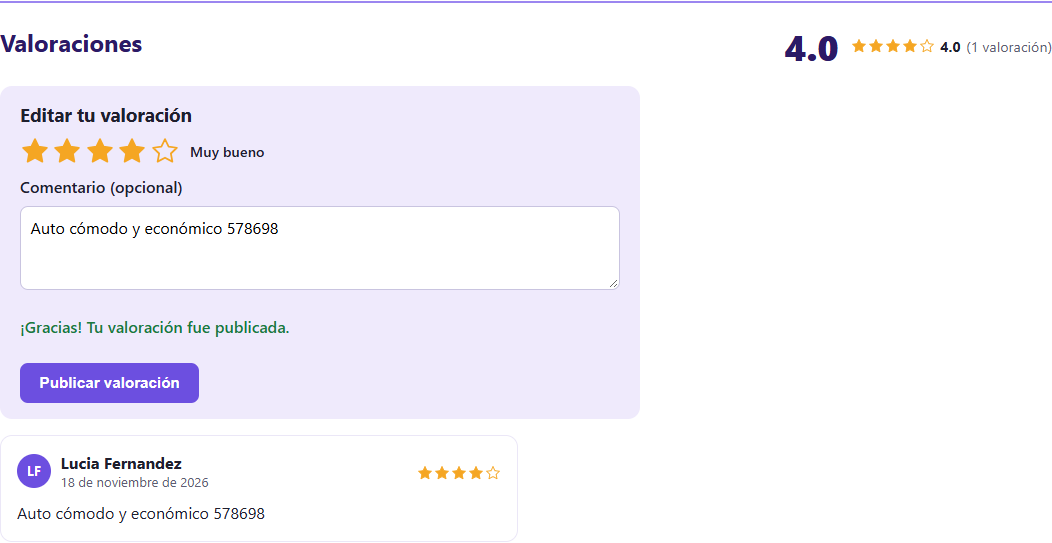 Valoraciones
4.0 4.0 (1 valoración)
Editar tu valoración
Muy bueno
Comentario (opcional)
Auto cómodo y económico 578698
¡Gracias! Tu valoración fue publicada.
Publicar valoración
LF Lucia Fernandez
18 de noviembre de 2026
Auto cómodo y económico 578698